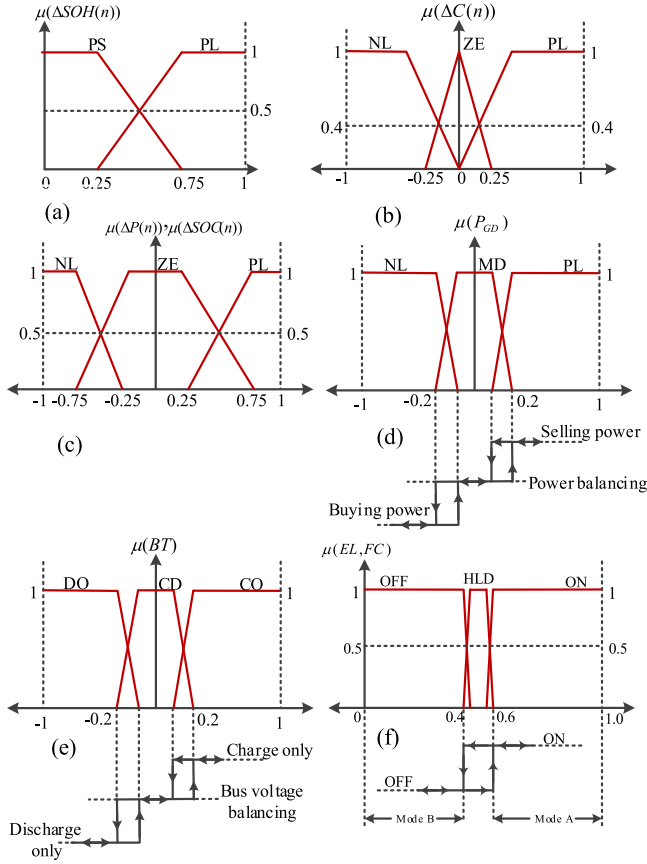 μ(ΔSOH(n))
PS PL 1
0.5
0 0.25 0.75 1
(a)
μ(ΔC(n))
NL ZE PL 1
0.4 0.4
-1 -0.25 0 0.25 1
(b)
μ(ΔP(n)),μ(ΔSOC(n))
1 NL ZE PL 1
0.5 0.5
-1 -0.75 -0.25 0.25 0.75 1
(c)
μ(P_GD)
1 NL MD PL 1
-1 -0.2 0.2 1
(d)
Selling power
Power balancing
Buying power
μ(BT)
1 DO CD CO 1
-1 -0.2 0.2 1
(e)
Charge only
Bus voltage
balancing
Discharge
only
μ(EL,FC)
1 OFF HLD ON 1
0.5 0.5
0 0.4 0.6 1.0
(f)
ON
OFF
Mode B Mode A